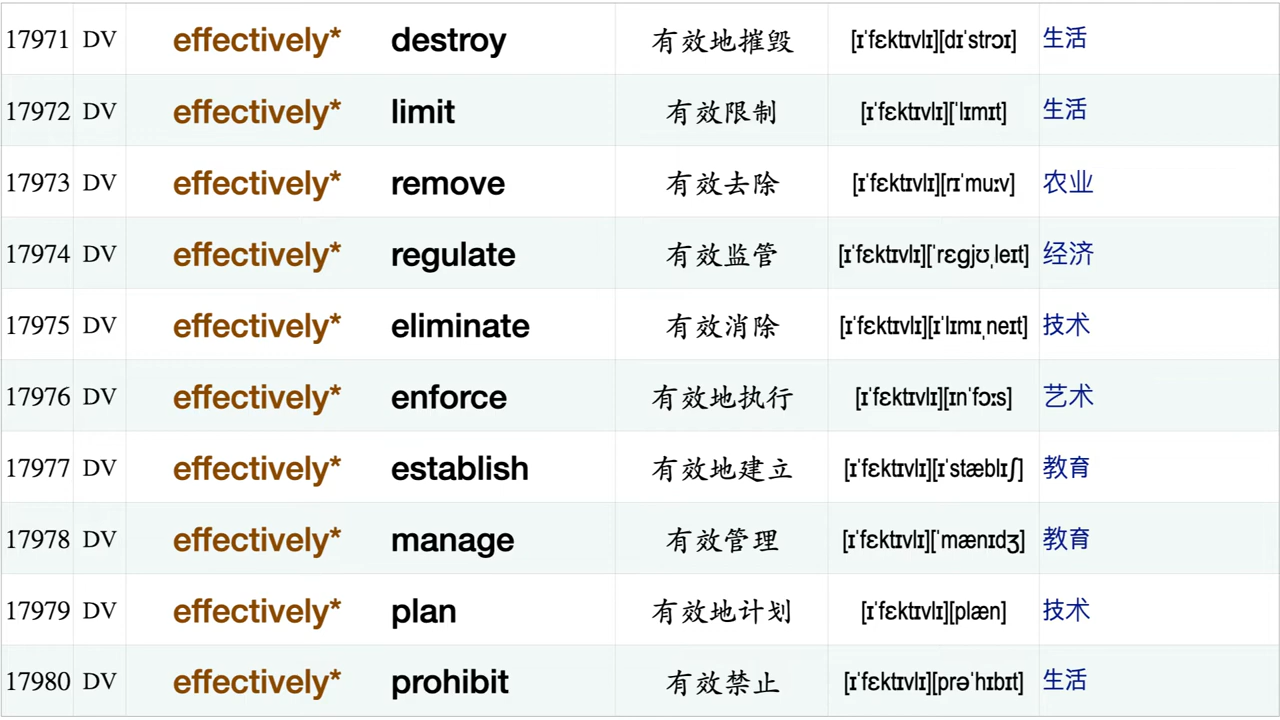 17971 DV effectively* destroy 有效地摧毁 [ɪˈfɛktɪvlɪ][dɪˈstrɔɪ] 生活
17972 DV effectively* limit 有效限制 [ɪˈfɛktɪvlɪ][ˈlɪmɪt] 生活
17973 DV effectively* remove 有效去除 [ɪˈfɛktɪvlɪ][rɪˈmuːv] 农业
17974 DV effectively* regulate 有效监管 [ɪˈfɛktɪvlɪ][ˈrɛɡjʊˌleɪt] 经济
17975 DV effectively* eliminate 有效消除 [ɪˈfɛktɪvlɪ][ɪˈlɪmɪˌneɪt] 技术
17976 DV effectively* enforce 有效地执行 [ɪˈfɛktɪvlɪ][ɪnˈfɔːs] 艺术
17977 DV effectively* establish 有效地建立 [ɪˈfɛktɪvlɪ][ɪˈstæblɪʃ] 教育
17978 DV effectively* manage 有效管理 [ɪˈfɛktɪvlɪ][ˈmænɪdʒ] 教育
17979 DV effectively* plan 有效地计划 [ɪˈfɛktɪvlɪ][plæn] 技术
17980 DV effectively* prohibit 有效禁止 [ɪˈfɛktɪvlɪ][prəˈhɪbɪt] 生活